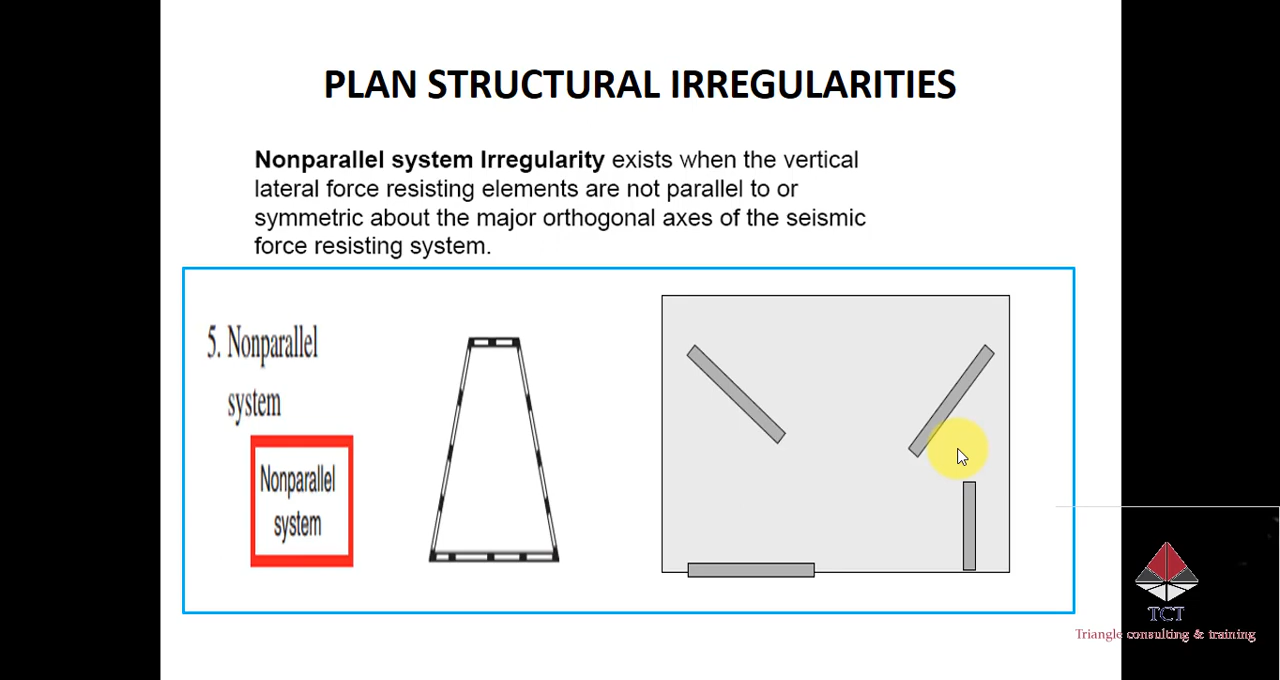 PLAN STRUCTURAL IRREGULARITIES
Nonparallel system Irregularity exists when the vertical
lateral force resisting elements are not parallel to or
symmetric about the major orthogonal axes of the seismic
force resisting system.
5. Nonparallel
system
Nonparallel
system
TCT
Triangle consulting & training